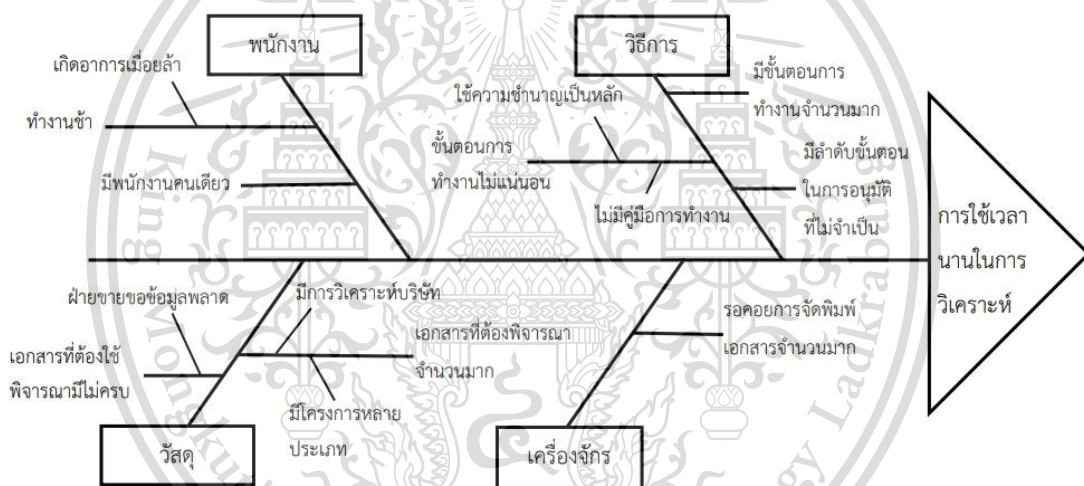 พนักงาน
วิธีการ
เกิดอาการเมื่อยล้า
ทำงานช้า
มีพนักงานคนเดียว
ใช้ความชำนาญเป็นหลัก
ขั้นตอนการ
ทำงานไม่แน่นอน
ไม่มีคู่มือการทำงาน
มีขั้นตอนการ
ทำงานจำนวนมาก
มีลำดับขั้นตอน
ในการอนุมัติ
ที่ไม่จำเป็น
การใช้เวลา
นานในการ
วิเคราะห์
ฝ่ายขายขอข้อมูลพลาด
เอกสารที่ต้องใช้
พิจารณามีไม่ครบ
มีการวิเคราะห์บริษัท
เอกสารที่ต้องพิจารณา
จำนวนมาก
มีโครงการหลาย
ประเภท
รอคอยการจัดพิมพ์
เอกสารจำนวนมาก
วัสดุ
เครื่องจักร